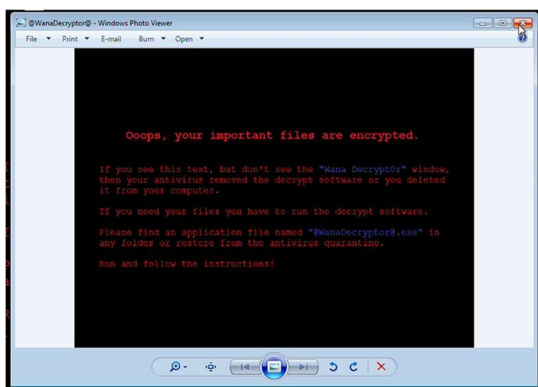 @WanaDecryptor@ - Windows Photo Viewer
File Print E-mail Burn Open
Ooops, your important files are encrypted.
If you see this text, but don't see the "Wana Decrypt0r" window,
then your antivirus removed the decrypt software or you deleted
it from your computer.
If you need your files you have to run the decrypt software.
Please find an application file named "@WanaDecryptor@.exe" in
any folder or restore from the antivirus quarantine.
Run and follow the instructions!